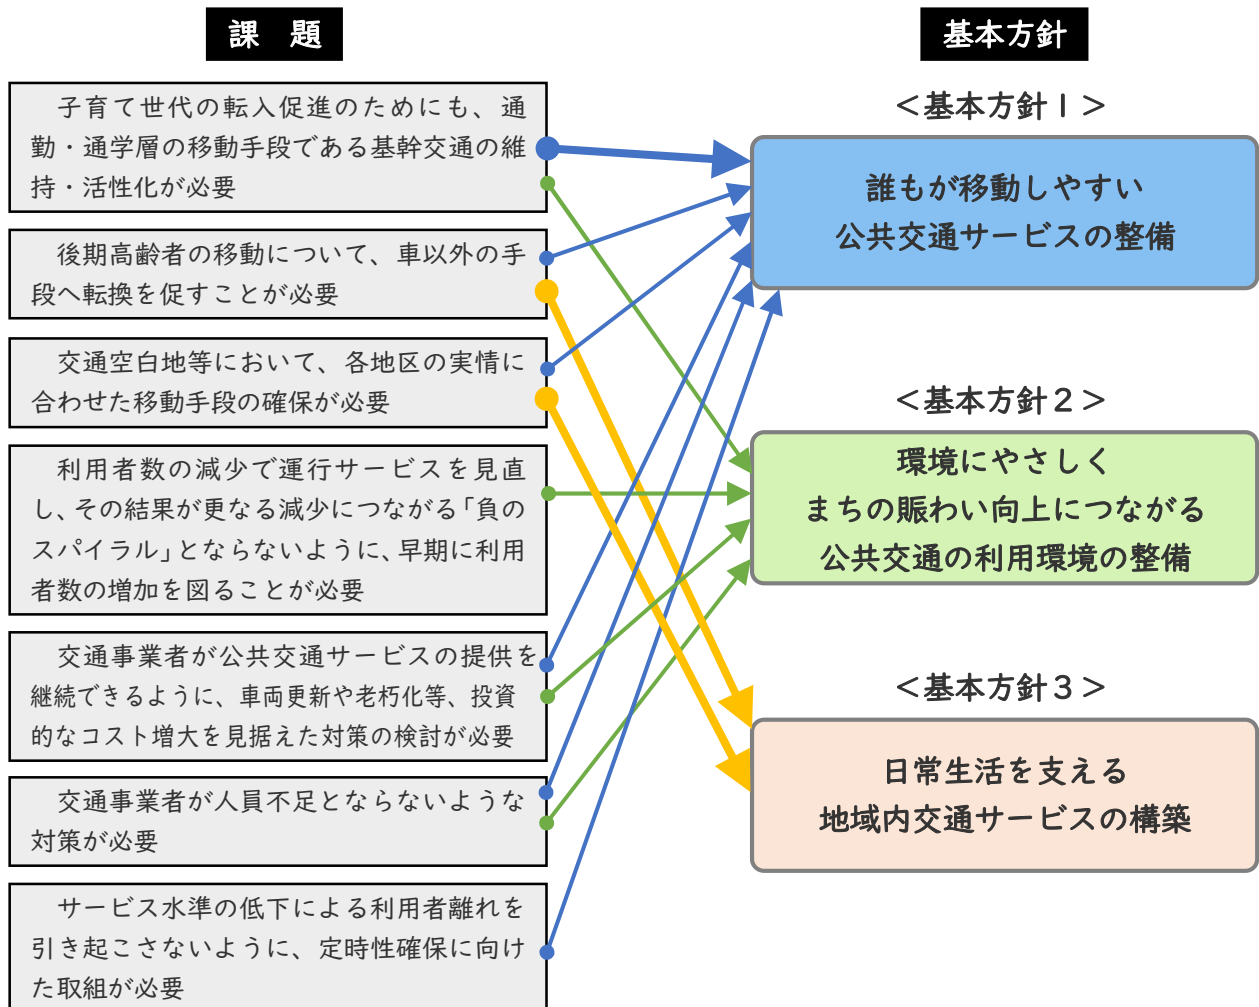 課　題
子育て世代の転入促進のためにも、通
勤・通学層の移動手段である基幹交通の維
持・活性化が必要
後期高齢者の移動について、車以外の手
段へ転換を促すことが必要
交通空白地等において、各地区の実情に
合わせた移動手段の確保が必要
利用者数の減少で運行サービスを見直
し、その結果が更なる減少につながる「負の
スパイラル」とならないように、早期に利用
者数の増加を図ることが必要
交通事業者が公共交通サービスの提供を
継続できるように、車両更新や老朽化等、投資
的なコスト増大を見据えた対策の検討が必要
交通事業者が人員不足とならないような
対策が必要
サービス水準の低下による利用者離れを
引き起こさないように、定時性確保に向け
た取組が必要
基本方針
＜基本方針１＞
誰もが移動しやすい
公共交通サービスの整備
＜基本方針２＞
環境にやさしく
まちの賑わい向上につながる
公共交通の利用環境の整備
＜基本方針３＞
日常生活を支える
地域内交通サービスの構築